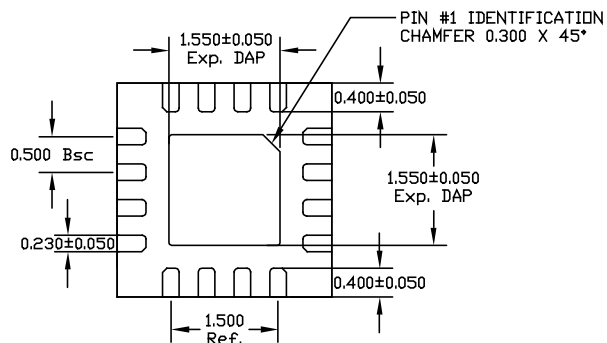 PIN #1 IDENTIFICATION
CHAMFER 0.300 X 45°
1.550±0.050
Exp. DAP
0.400±0.050
0.500 Bsc
1.550±0.050
Exp. DAP
0.230±0.050
0.400±0.050
1.500
Ref.